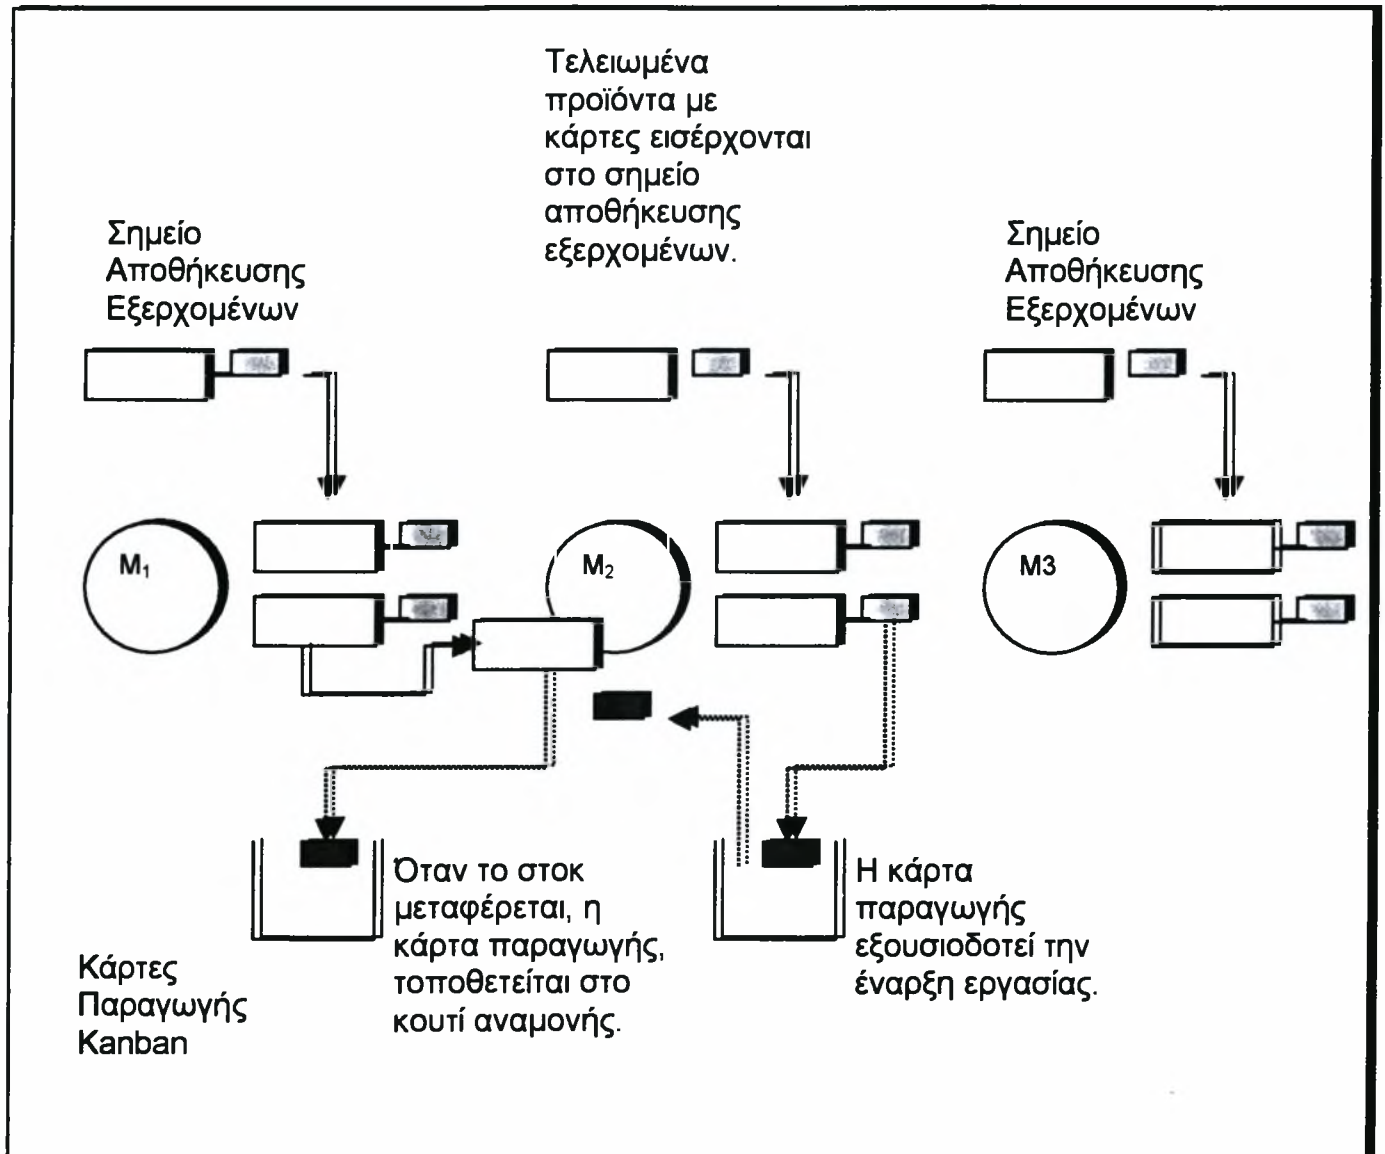 Τελειωμένα
προϊόντα με
κάρτες εισέρχονται
στο σημείο
αποθήκευσης
εξερχομένων.
Σημείο
Αποθήκευσης
Εξερχομένων
Σημείο
Αποθήκευσης
Εξερχομένων
M₁
M₂
M3
Όταν το στοκ
μεταφέρεται, η
κάρτα παραγωγής,
τοποθετείται στο
κουτί αναμονής.
Η κάρτα
παραγωγής
εξουσιοδοτεί την
έναρξη εργασίας.
Κάρτες
Παραγωγής
Kanban